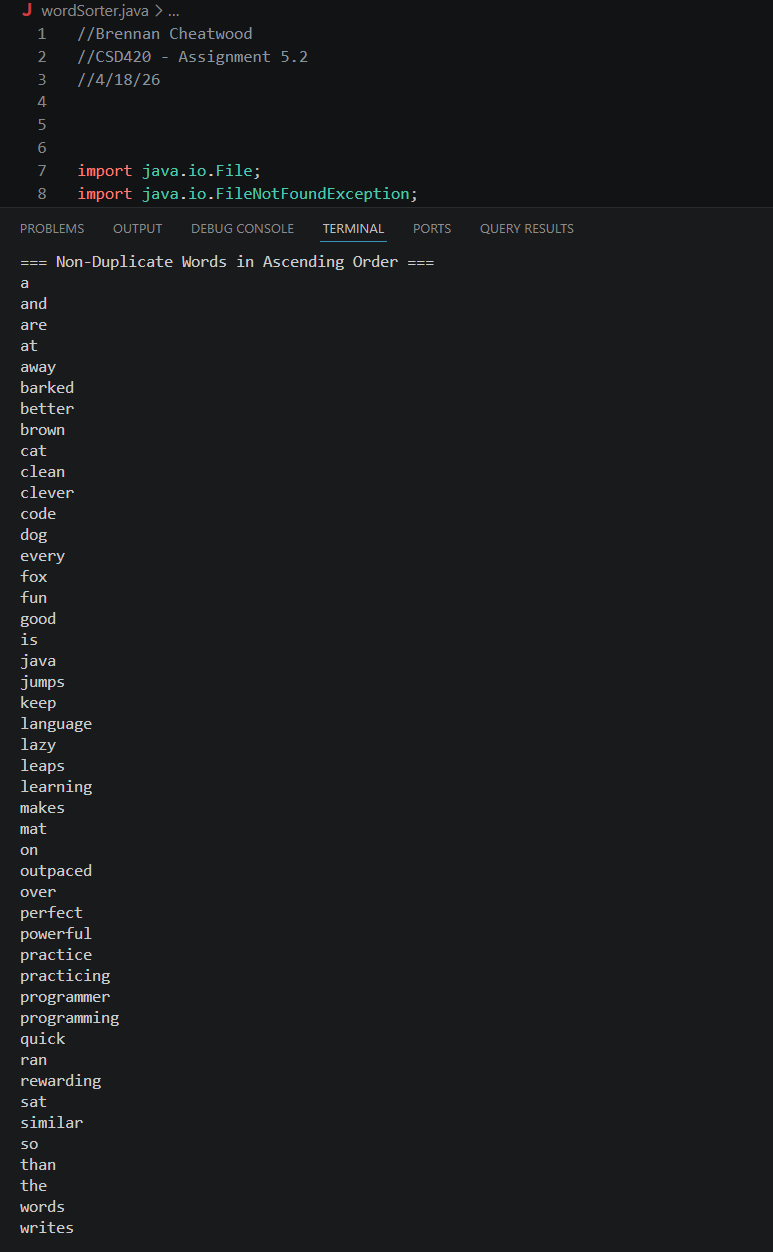 J wordSorter.java > ...
1 //Brennan Cheatwood
2 //CSD420 - Assignment 5.2
3 //4/18/26
4
5
6
7 import java.io.File;
8 import java.io.FileNotFoundException;
PROBLEMS OUTPUT DEBUG CONSOLE TERMINAL PORTS QUERY RESULTS
=== Non-Duplicate Words in Ascending Order ===
a
and
are
at
away
barked
better
brown
cat
clean
clever
code
dog
every
fox
fun
good
is
java
jumps
keep
language
lazy
leaps
learning
makes
mat
on
outpaced
over
perfect
powerful
practice
practicing
programmer
programming
quick
ran
rewarding
sat
similar
so
than
the
words
writes